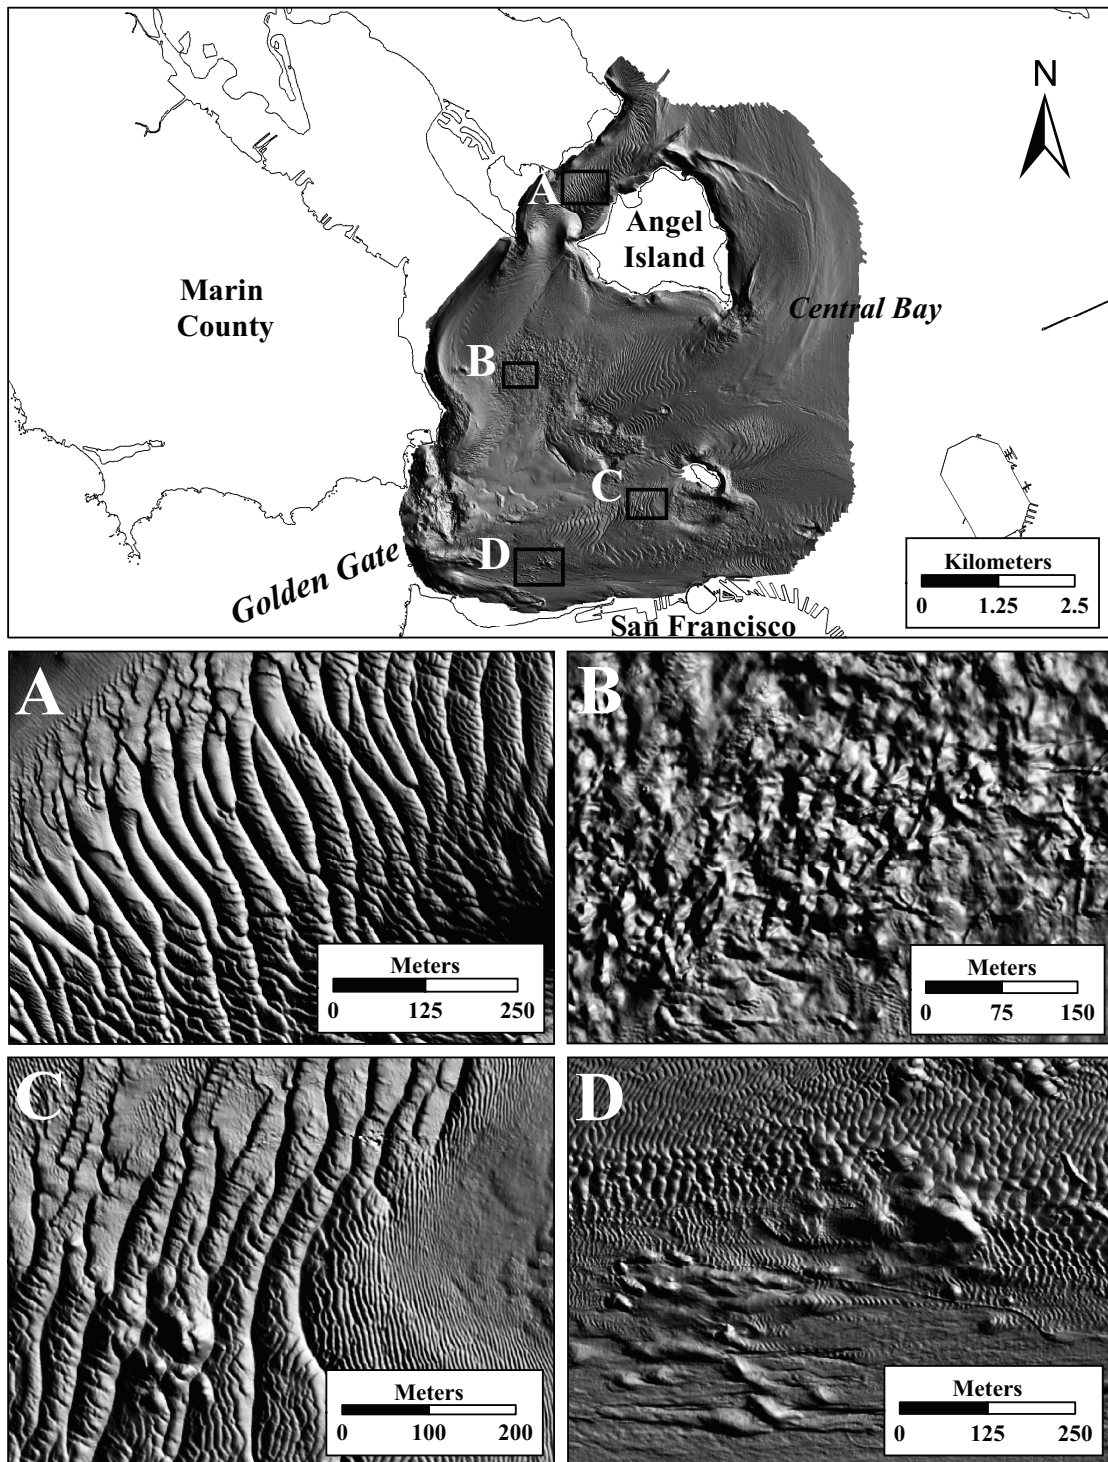 N
A
Angel
Island
Marin
County
Central Bay
B
C
D
Golden Gate
Kilometers
0 1.25 2.5
San Francisco
A
Meters
0 125 250
B
Meters
0 75 150
C
Meters
0 100 200
D
Meters
0 125 250